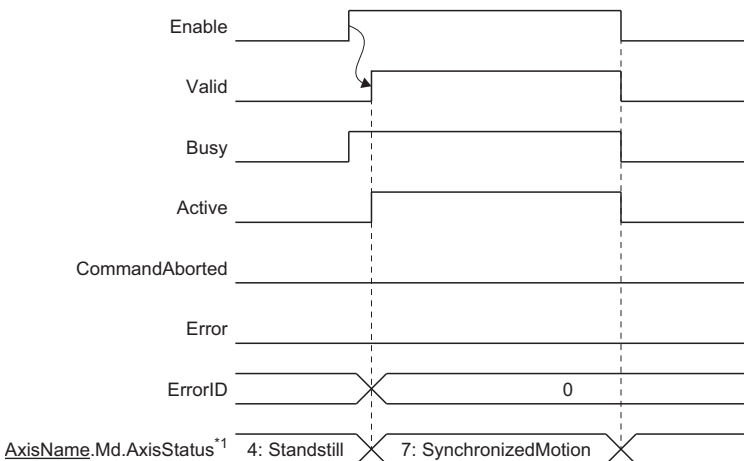 Enable
Valid
Busy
Active
CommandAborted
Error
ErrorID 0
AxisName.Md.AxisStatus*1 4: Standstill 7: SynchronizedMotion